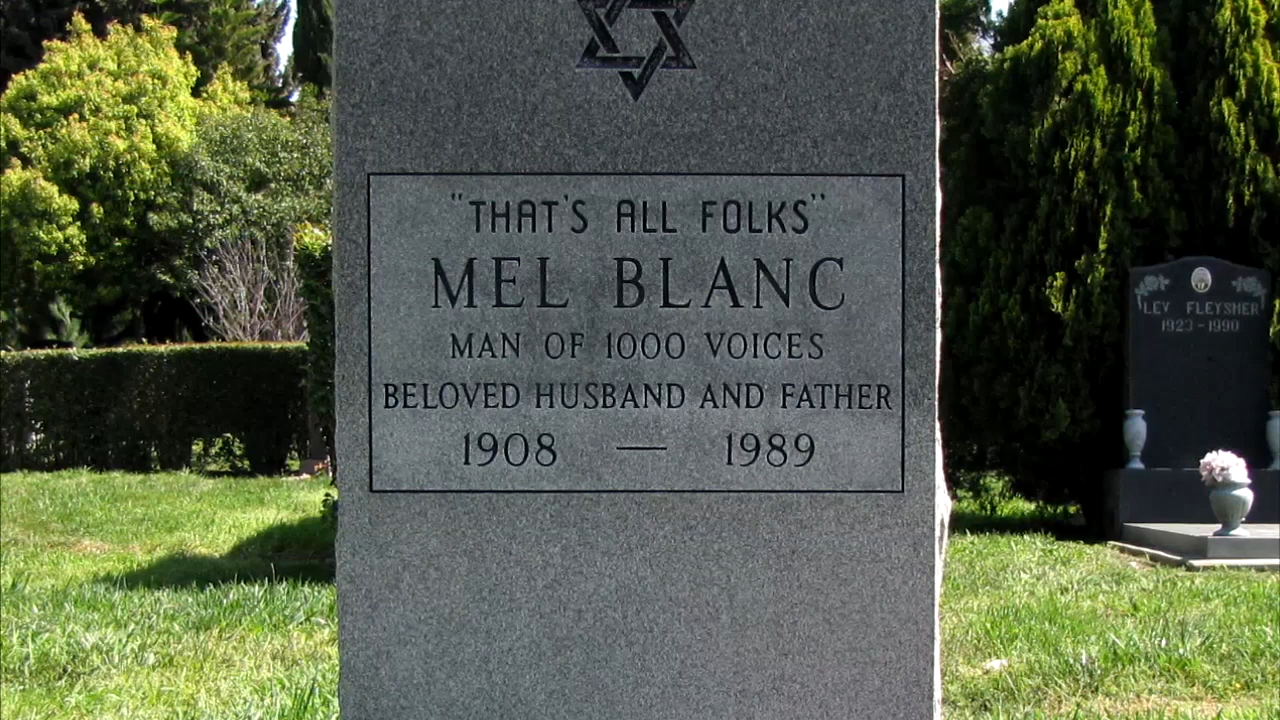 "THAT'S ALL FOLKS"
MEL BLANC
MAN OF 1000 VOICES
BELOVED HUSBAND AND FATHER
1908 — 1989
LEV FLEYSHER
1923-1990